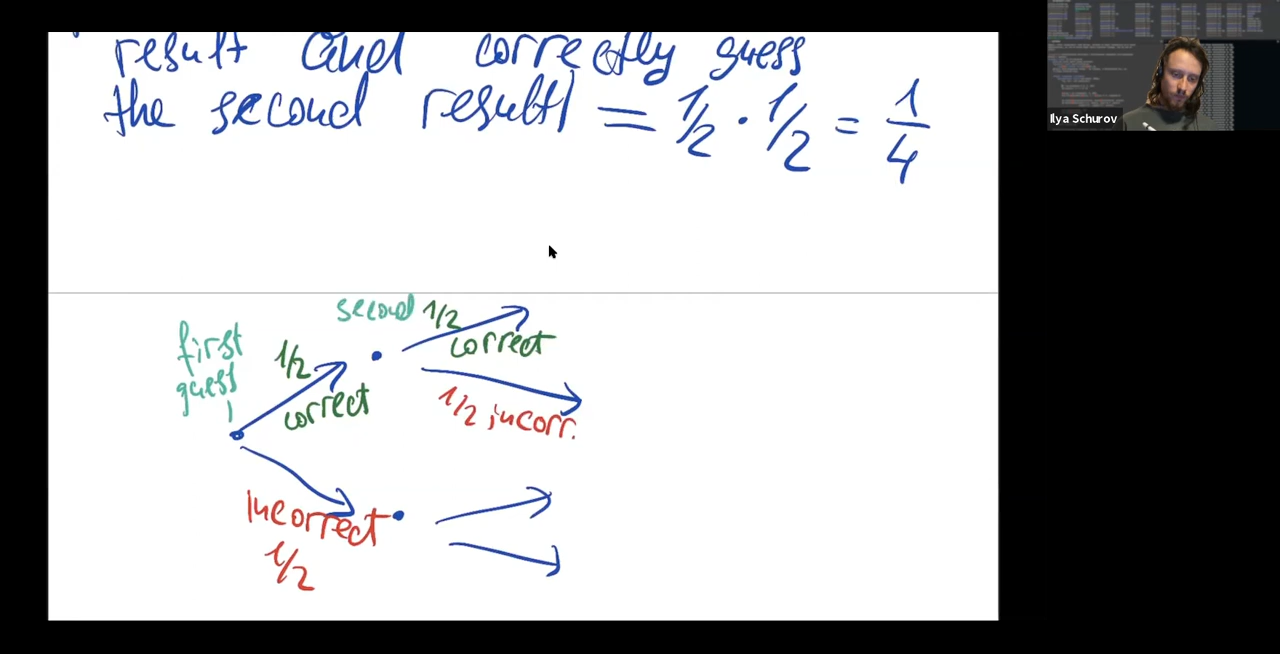 result and correctly guess
the second result) = 1/2 · 1/2 = 1/4
second 1/2
correct
first
guess
1/2
correct
1/2 incorr.
Incorrect
1/2
Ilya Schurov